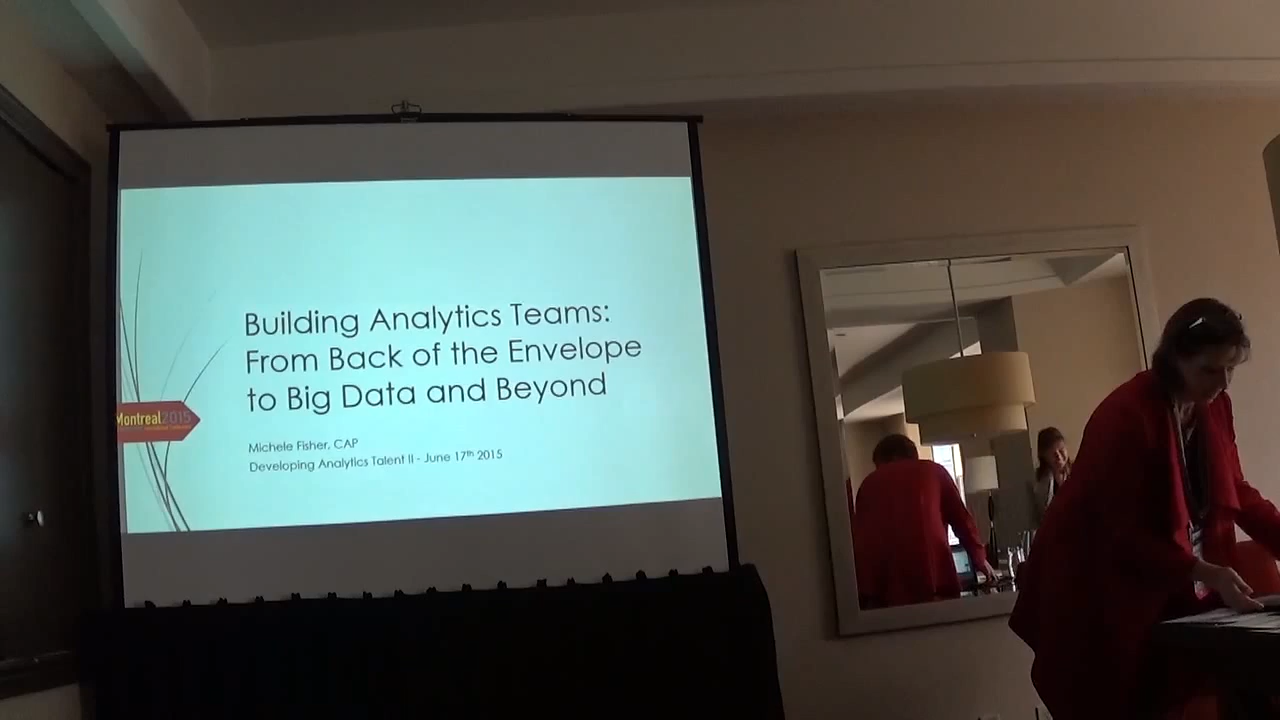 Building Analytics Teams:
From Back of the Envelope
to Big Data and Beyond
Michele Fisher, CAP
Developing Analytics Talent II - June 17th 2015
Montreal2015